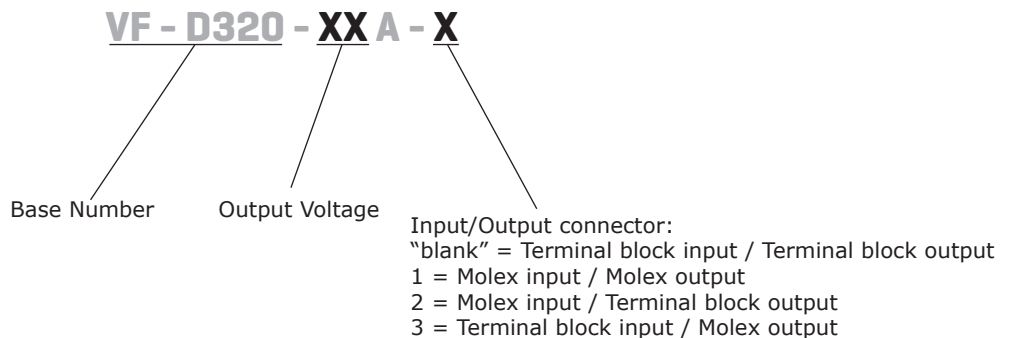 VF - D320 - XX A - X
Base Number
Output Voltage
Input/Output connector:
“blank” = Terminal block input / Terminal block output
1 = Molex input / Molex output
2 = Molex input / Terminal block output
3 = Terminal block input / Molex output